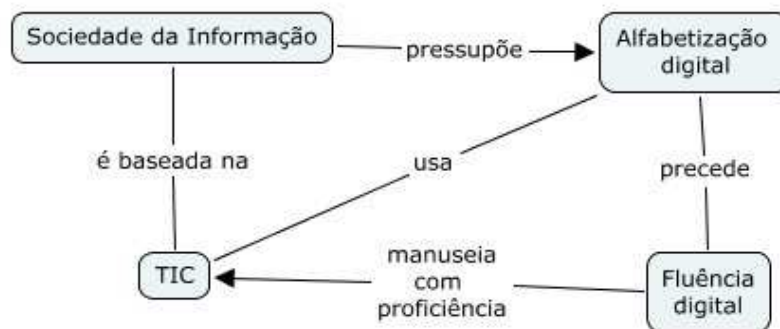 Sociedade da Informação
pressupõe
Alfabetização
digital
é baseada na
usa
precede
TIC
manuseia
com
proficiência
Fluência
digital